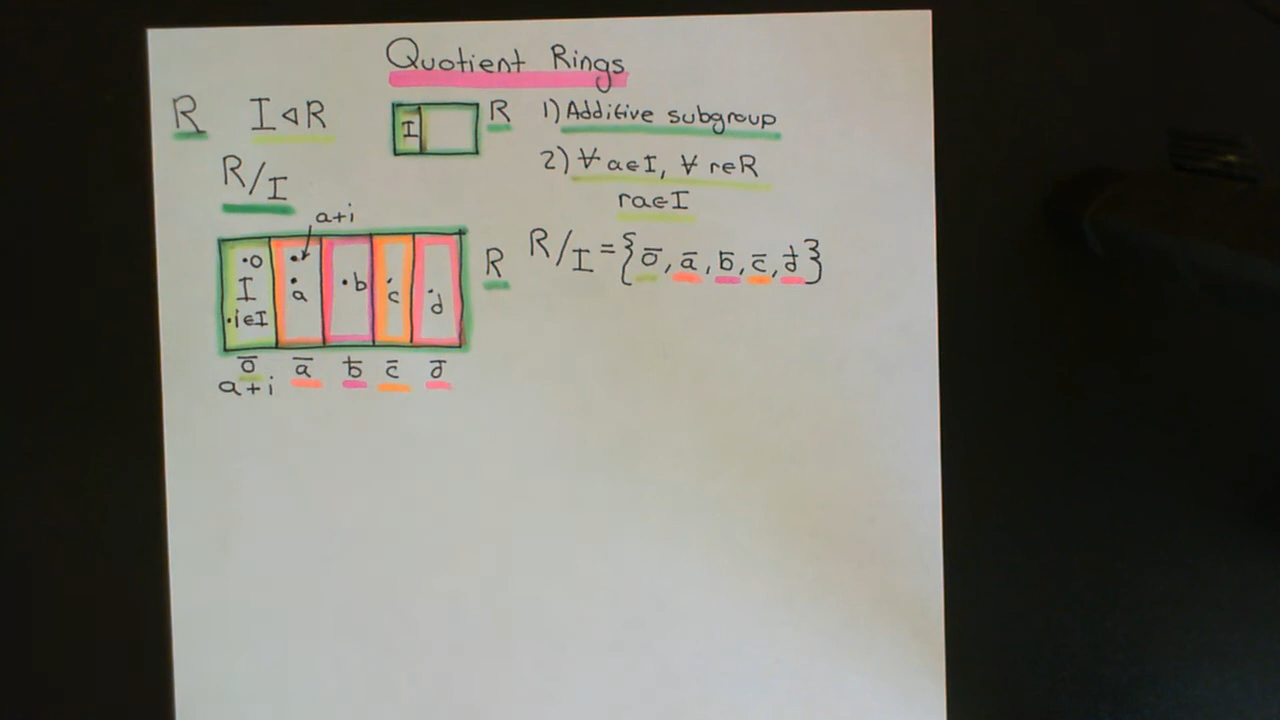 Quotient Rings
R I ◁ R I R 1) Additive subgroup
2) ∀ a∈I, ∀ r∈R
ra∈I
R/I
a+i
R/I = {0̅, a̅, b̅, c̅, d̅}
·0 I ·i∈I ·a ·b ·c ·d R
0̅ a̅ b̅ c̅ d̅
a+i